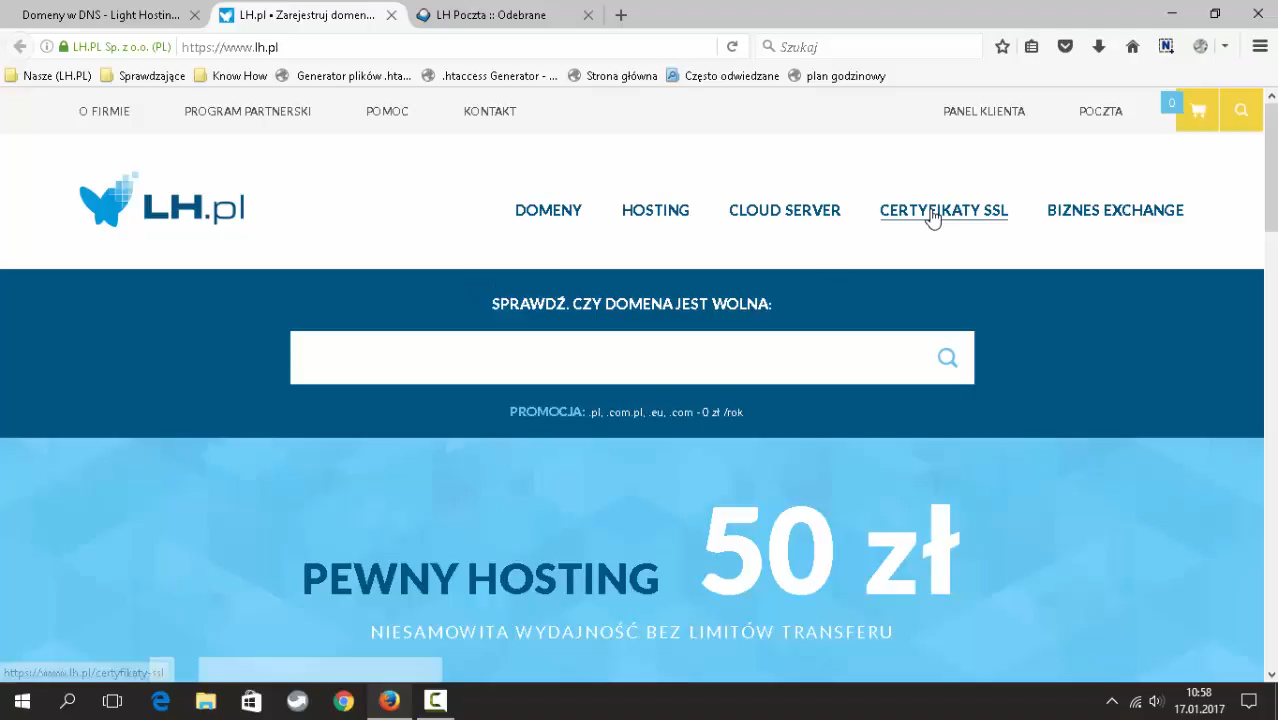 Domeny w DNS - Light Hostin...
LH.pl • Zarejestruj domen...
LH Poczta :: Odebrane
LH.PL Sp. z o.o. (PL)
https://www.lh.pl
Szukaj
Nasze (LH.PL)
Sprawdzające
Know How
Generator plików .hta...
.htaccess Generator - ...
Strona główna
Często odwiedzane
plan godzinowy
O FIRMIE
PROGRAM PARTNERSKI
POMOC
KONTAKT
PANEL KLIENTA
POCZTA
0
LH.pl
DOMENY
HOSTING
CLOUD SERVER
CERTYFIKATY SSL
BIZNES EXCHANGE
SPRAWDŹ, CZY DOMENA JEST WOLNA:
PROMOCJA: .pl, .com.pl, .eu, .com - 0 zł /rok
PEWNY HOSTING
50 zł
NIESAMOWITA WYDAJNOŚĆ BEZ LIMITÓW TRANSFERU
https://www.lh.pl/certyfikaty-ssl
10:58
17.01.2017